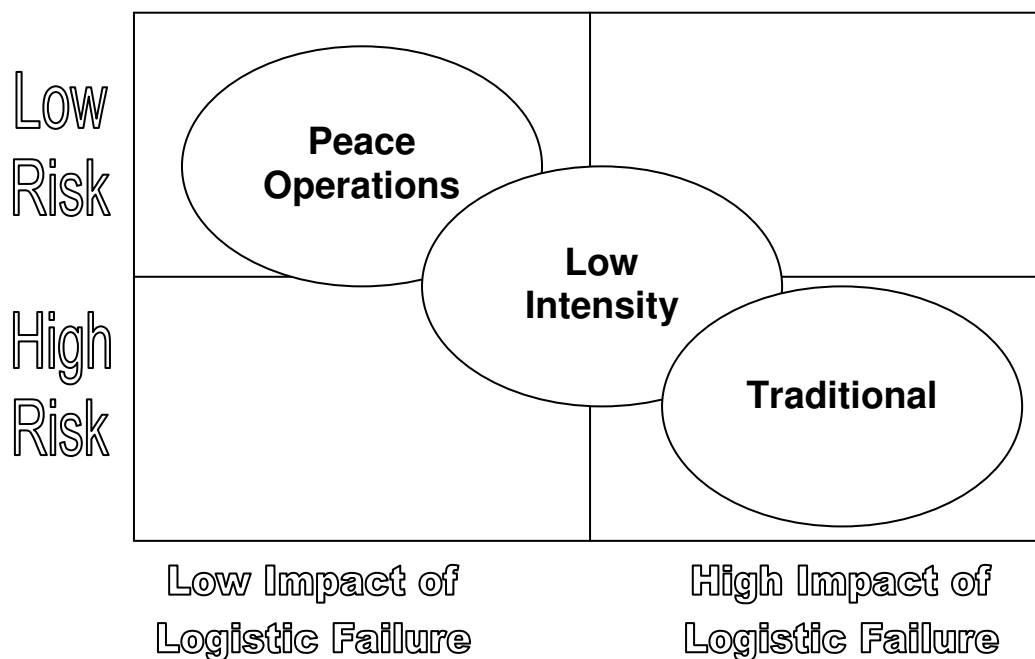 Low
Risk
Peace
Operations
Low
Intensity
High
Risk
Traditional
Low Impact of
Logistic Failure
High Impact of
Logistic Failure